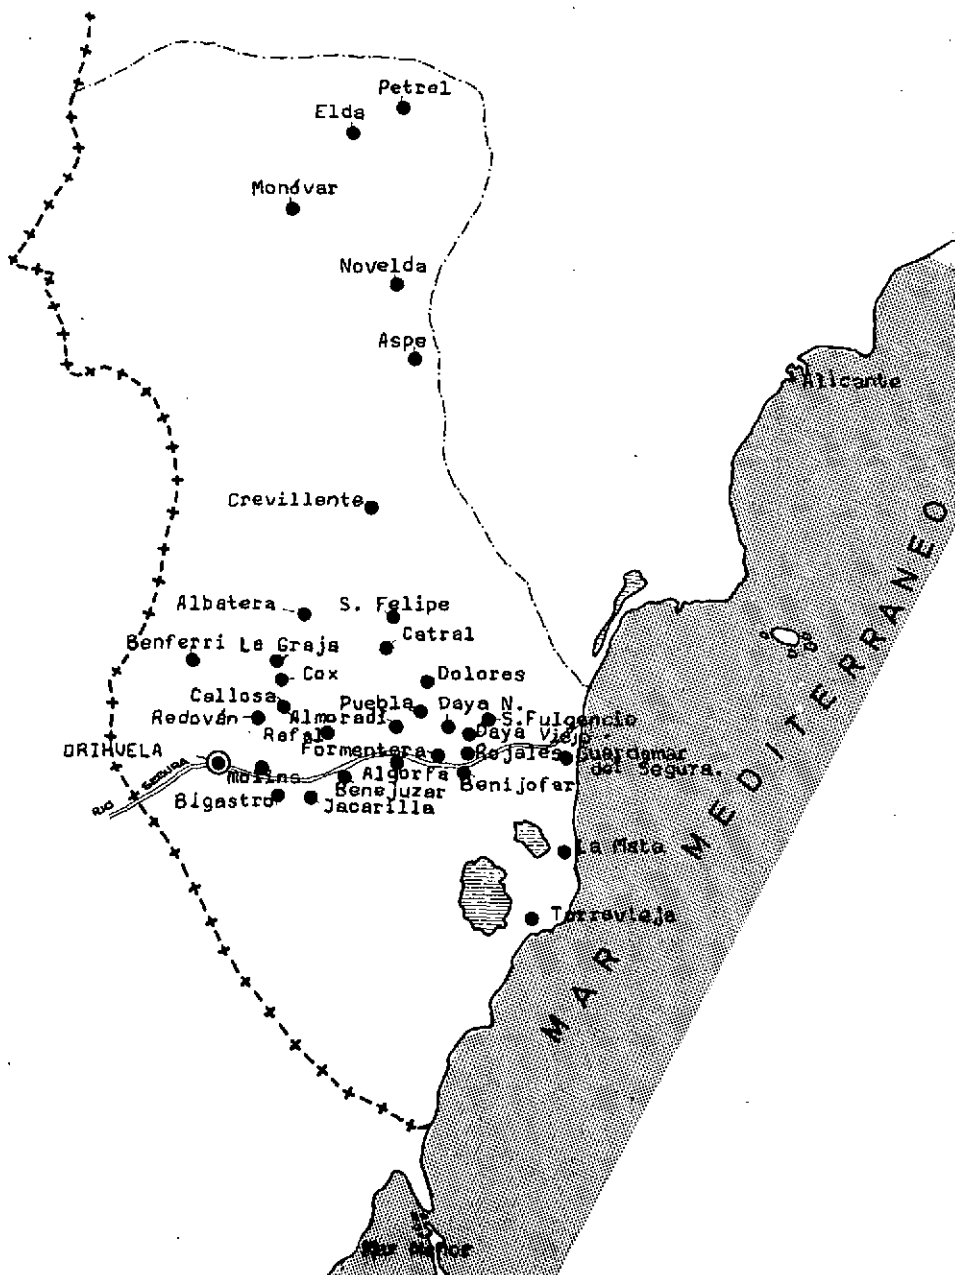 Petrel
Elda
Monóvar
Novelda
Aspe
Alicante
Crevillente
Albatera
S. Felipe
Catral
Benferri
La Graja
Cox
Dolores
Callosa
Puebla
Daya N.
Redován
Almoradí
S. Fulgencio
Rafal
Daya Vieja
ORIHUELA
Formentera
Rojales
Guardamar
del Segura.
RIO SEGURA
Molins
Algorfa
Benijofar
Bigastro
Benejuzar
Jacarilla
La Mata
Torrevieja
MAR MEDITERRANEO
Mar Menor